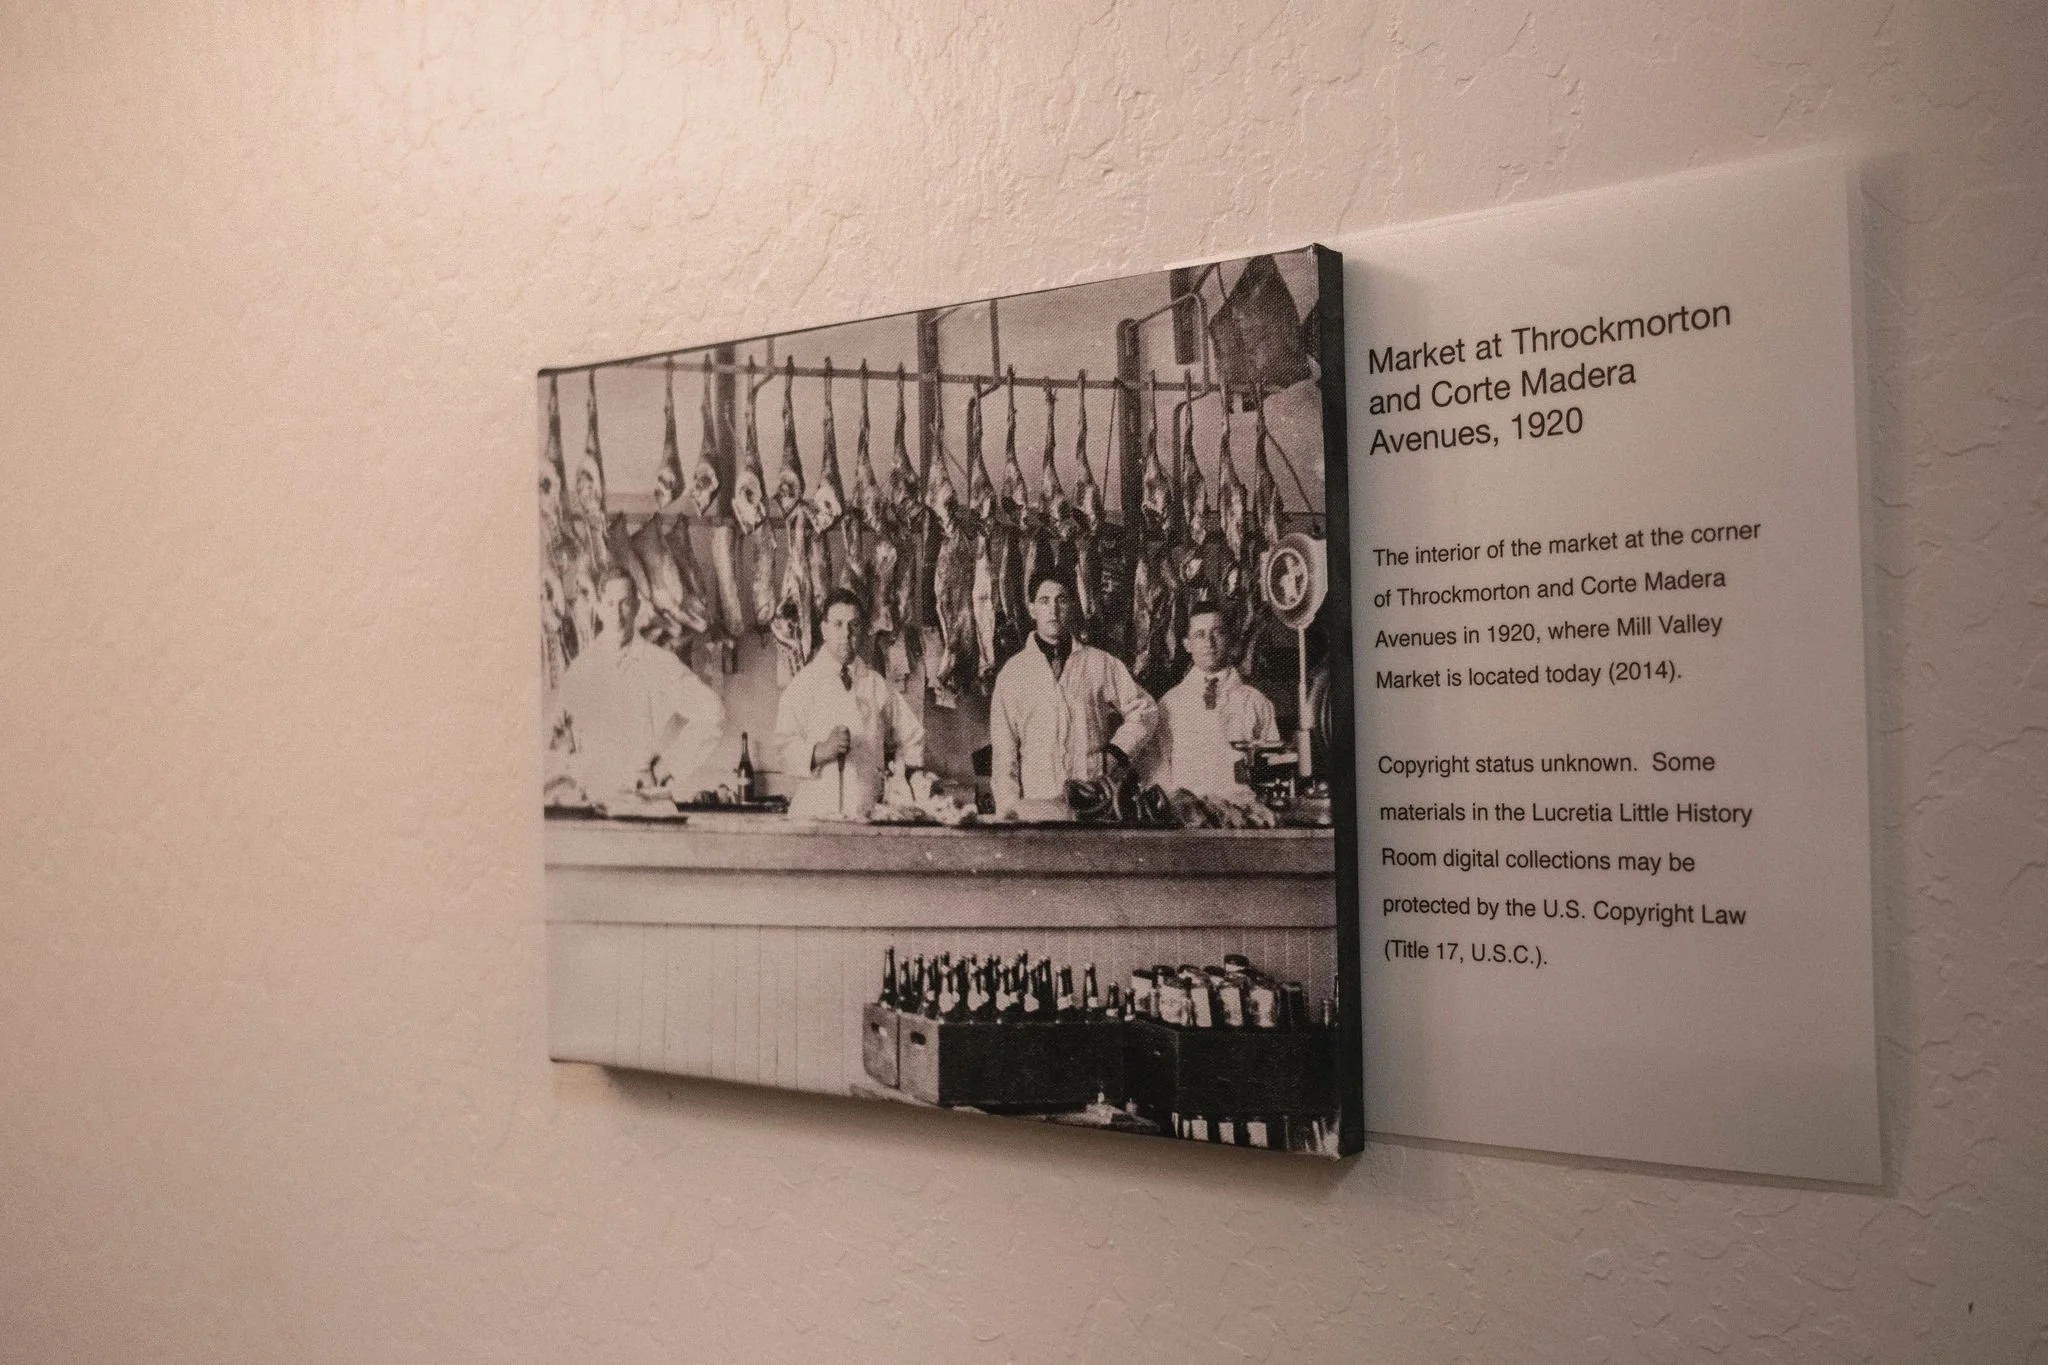 Market at Throckmorton
and Corte Madera
Avenues, 1920
The interior of the market at the corner
of Throckmorton and Corte Madera
Avenues in 1920, where Mill Valley
Market is located today (2014).
Copyright status unknown.  Some
materials in the Lucretia Little History
Room digital collections may be
protected by the U.S. Copyright Law
(Title 17, U.S.C.).